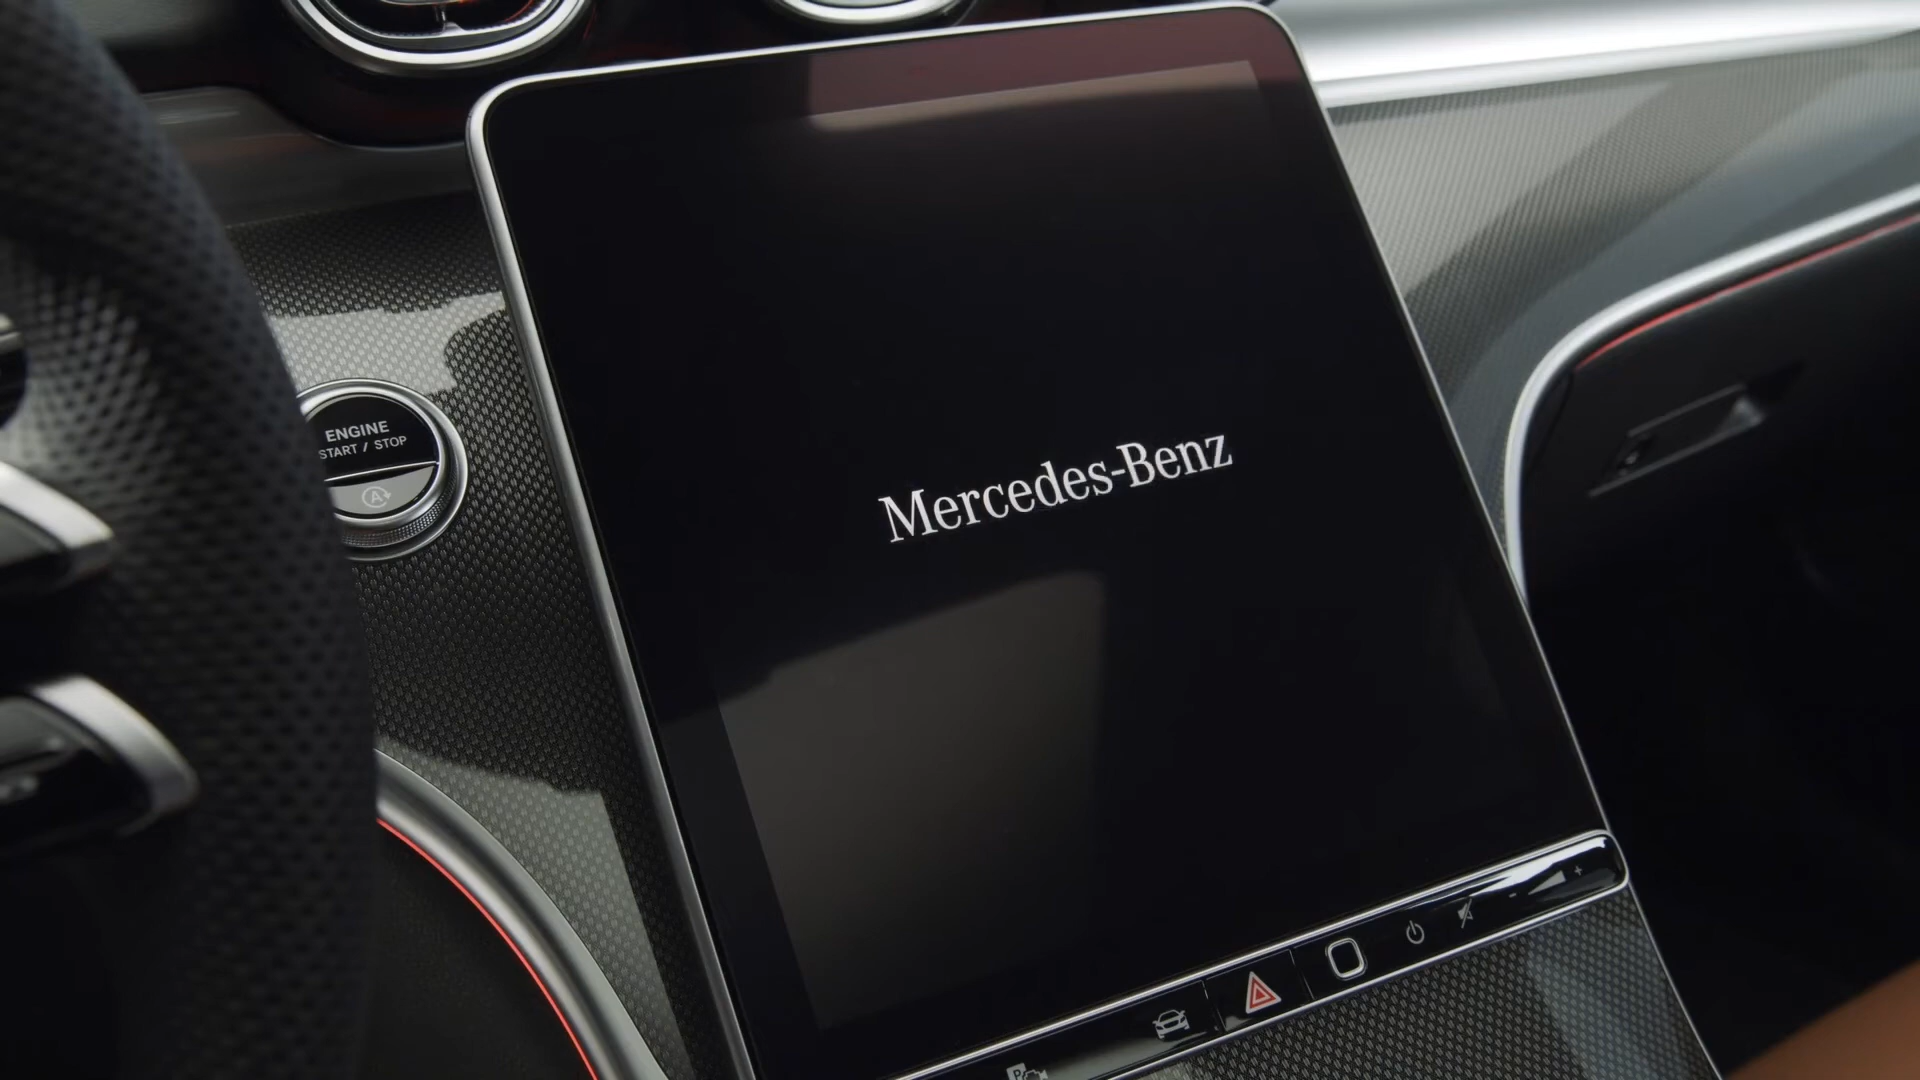 ENGINE
START / STOP
A
Mercedes-Benz
P
- +